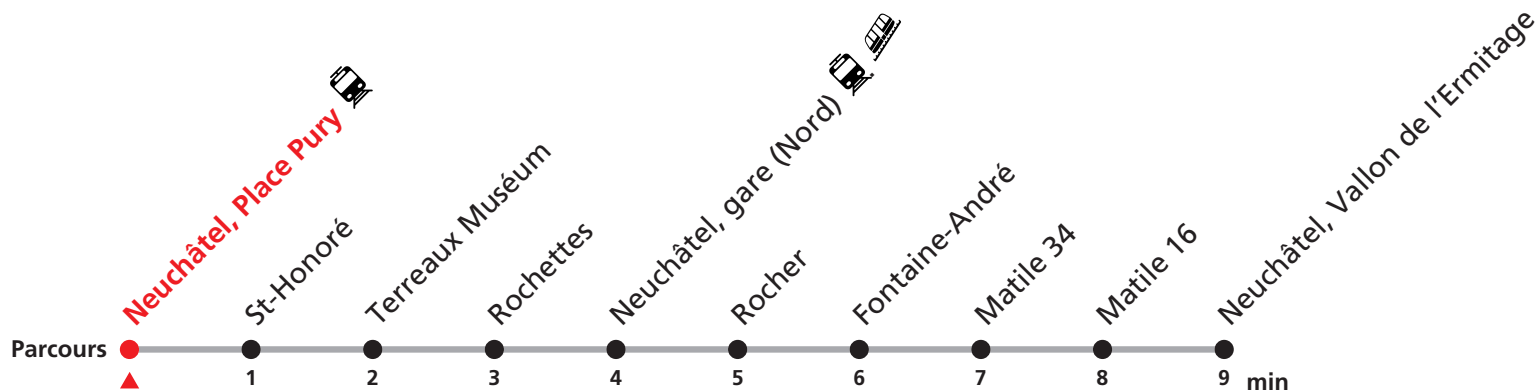 Neuchâtel, Place Pury
St-Honoré
Terreaux Muséum
Rochettes
Neuchâtel, gare (Nord)
Rocher
Fontaine-André
Matile 34
Matile 16
Neuchâtel, Vallon de l'Ermitage
Parcours
1 2 3 4 5 6 7 8 9 min